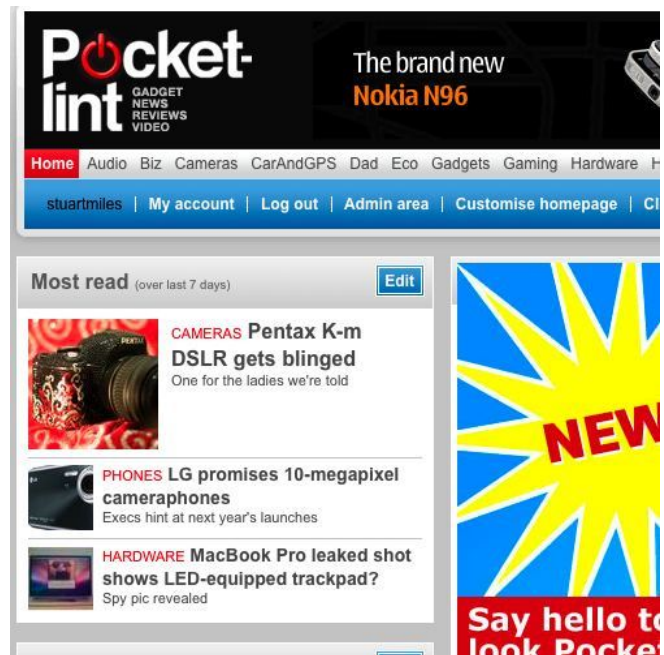 Pocket-
lint
GADGET
NEWS
REVIEWS
VIDEO
The brand new
Nokia N96
Home Audio Biz Cameras CarAndGPS Dad Eco Gadgets Gaming Hardware H
stuartmiles | My account | Log out | Admin area | Customise homepage | Cl
Most read (over last 7 days)
Edit
CAMERAS Pentax K-m
DSLR gets blinged
One for the ladies we're told
PENTAX
PHONES LG promises 10-megapixel
cameraphones
Execs hint at next year's launches
HARDWARE MacBook Pro leaked shot
shows LED-equipped trackpad?
Spy pic revealed
NEW
Say hello to
look Pocket